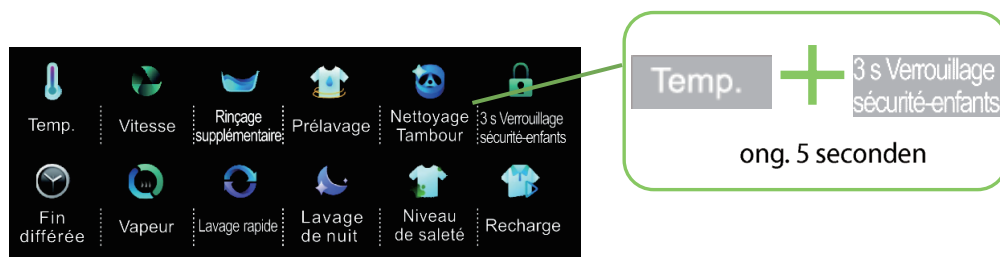 Temp.
Vitesse
Rinçage
supplémentaire
Prélavage
Nettoyage
Tambour
3 s Verrouillage
sécurité-enfants
Fin
différée
Vapeur
Lavage rapide
Lavage
de nuit
Niveau
de saleté
Recharge
Temp.
+
3 s Verrouillage
sécurité-enfants
ong. 5 seconden